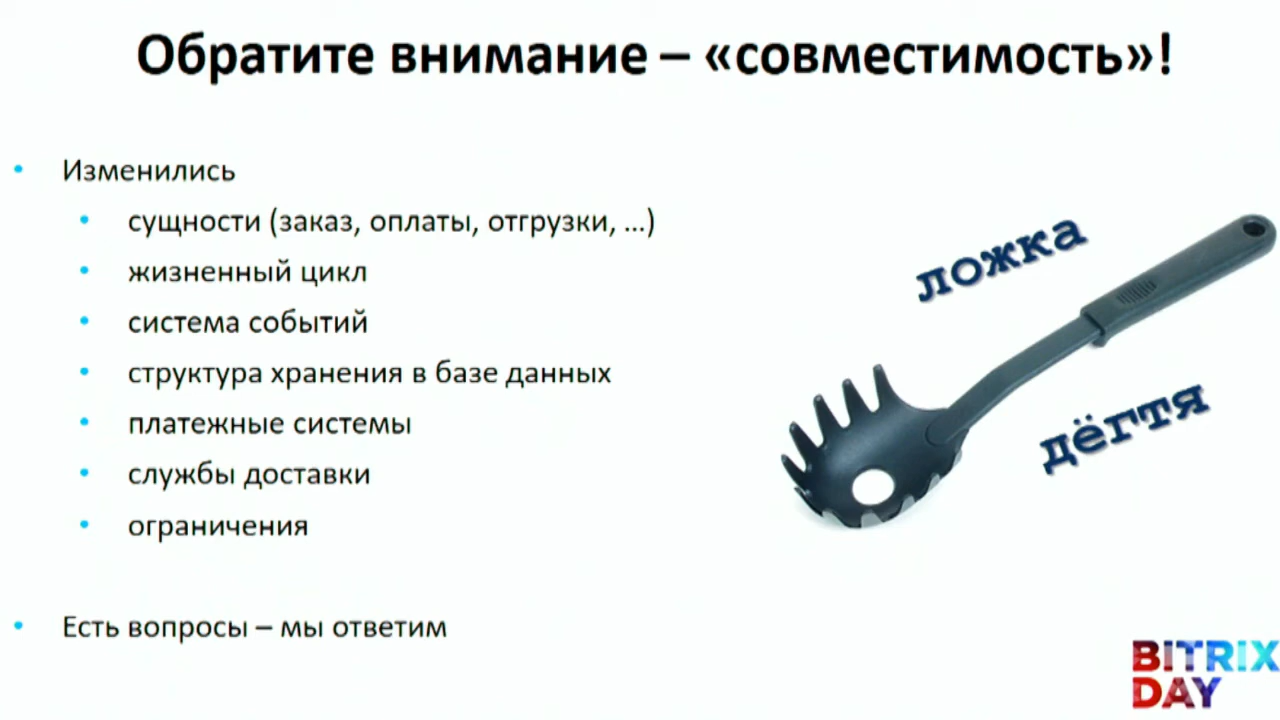 Обратите внимание – «совместимость»!
• Изменились
• сущности (заказ, оплаты, отгрузки, ...)
• жизненный цикл
• система событий
• структура хранения в базе данных
• платежные системы
• службы доставки
• ограничения
• Есть вопросы – мы ответим
ложка
дёгтя
BITRIX
DAY